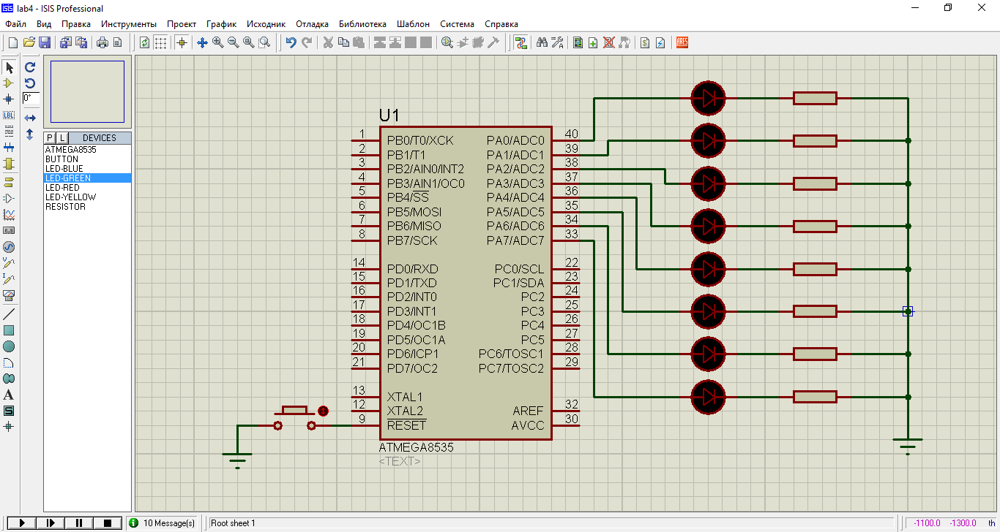 lab4 - ISIS Professional
Файл Вид Правка Инструменты Проект График Исходник Отладка Библиотека Шаблон Система Справка
LBL
0°
P L DEVICES
ATMEGA8535
BUTTON
LED-BLUE
LED-GREEN
LED-RED
LED-YELLOW
RESISTOR
A
S
ARES
U1
1 PB0/T0/XCK PA0/ADC0 40
2 PB1/T1 PA1/ADC1 39
3 PB2/AIN0/INT2 PA2/ADC2 38
4 PB3/AIN1/OC0 PA3/ADC3 37
5 PB4/SS PA4/ADC4 36
6 PB5/MOSI PA5/ADC5 35
7 PB6/MISO PA6/ADC6 34
8 PB7/SCK PA7/ADC7 33
14 PD0/RXD PC0/SCL 22
15 PD1/TXD PC1/SDA 23
16 PD2/INT0 PC2 24
17 PD3/INT1 PC3 25
18 PD4/OC1B PC4 26
19 PD5/OC1A PC5 27
20 PD6/ICP1 PC6/TOSC1 28
21 PD7/OC2 PC7/TOSC2 29
13 XTAL1
12 XTAL2 AREF 32
9 RESET AVCC 30
ATMEGA8535
<TEXT>
10 Message(s) Root sheet 1 -1100.0 -1300.0 th